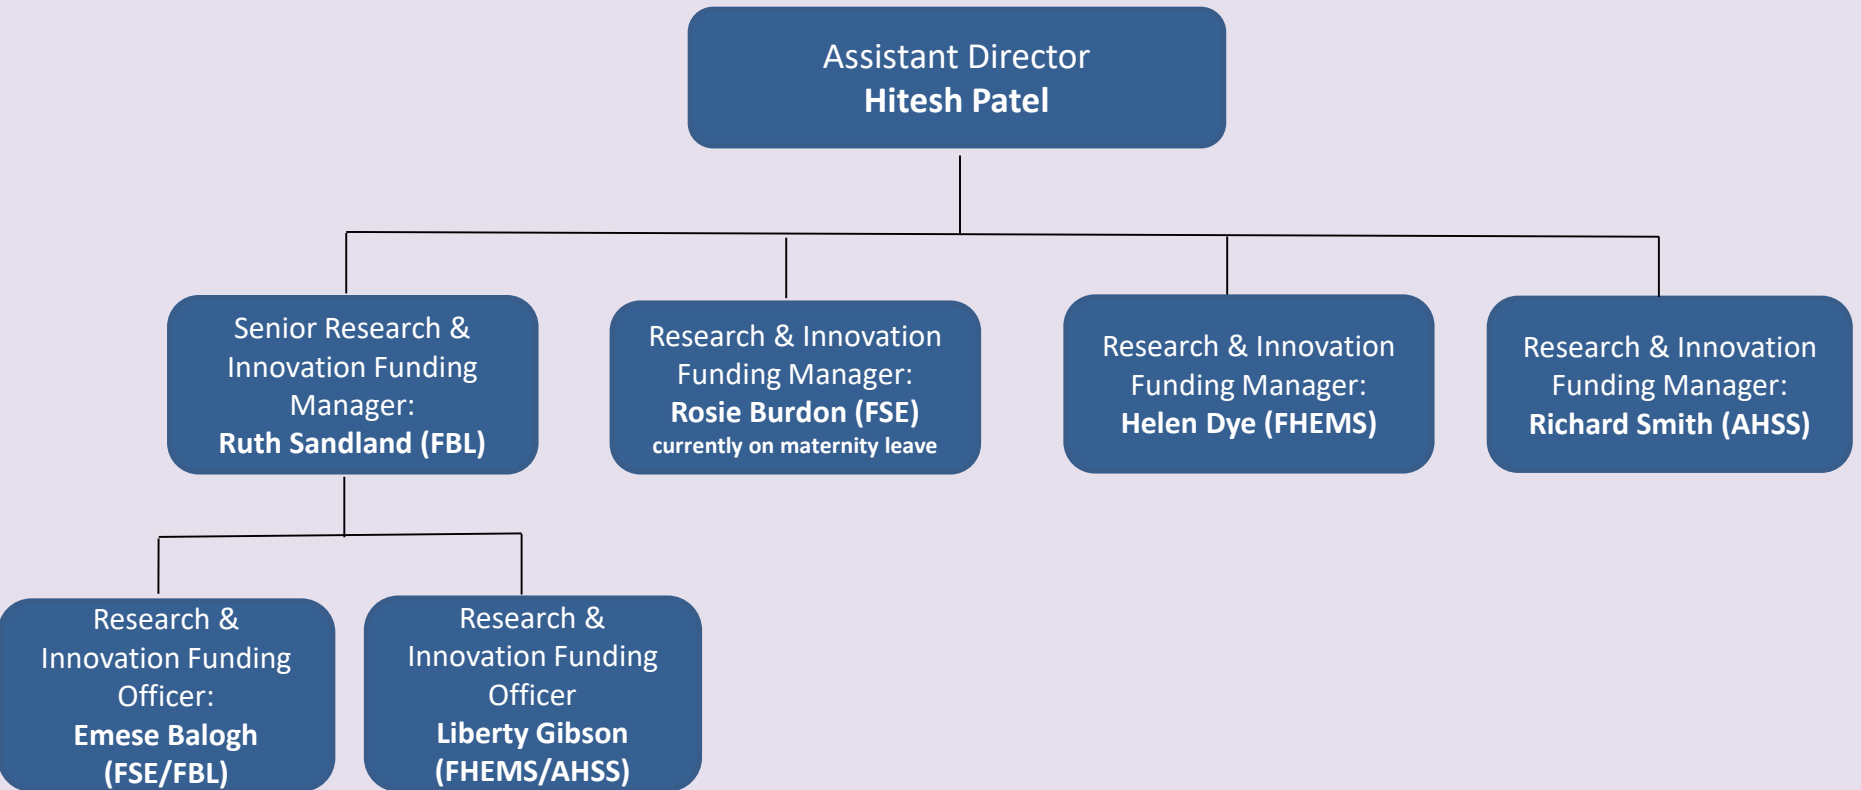 Assistant Director
Hitesh Patel
Senior Research &
Innovation Funding
Manager:
Ruth Sandland (FBL)
Research & Innovation
Funding Manager:
Rosie Burdon (FSE)
currently on maternity leave
Research & Innovation
Funding Manager:
Helen Dye (FHEMS)
Research & Innovation
Funding Manager:
Richard Smith (AHSS)
Research &
Innovation Funding
Officer:
Emese Balogh
(FSE/FBL)
Research &
Innovation Funding
Officer
Liberty Gibson
(FHEMS/AHSS)